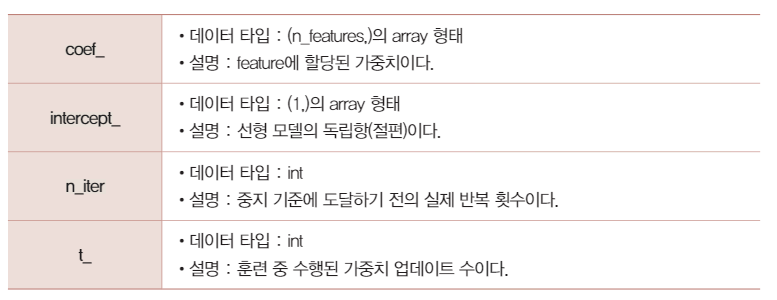 coef_
• 데이터 타입 : (n_features,)의 array 형태
• 설명 : feature에 할당된 가중치이다.
intercept_
• 데이터 타입 : (1,)의 array 형태
• 설명 : 선형 모델의 독립항(절편)이다.
n_iter
• 데이터 타입 : int
• 설명 : 중지 기준에 도달하기 전의 실제 반복 횟수이다.
t_
• 데이터 타입 : int
• 설명 : 훈련 중 수행된 가중치 업데이트 수이다.